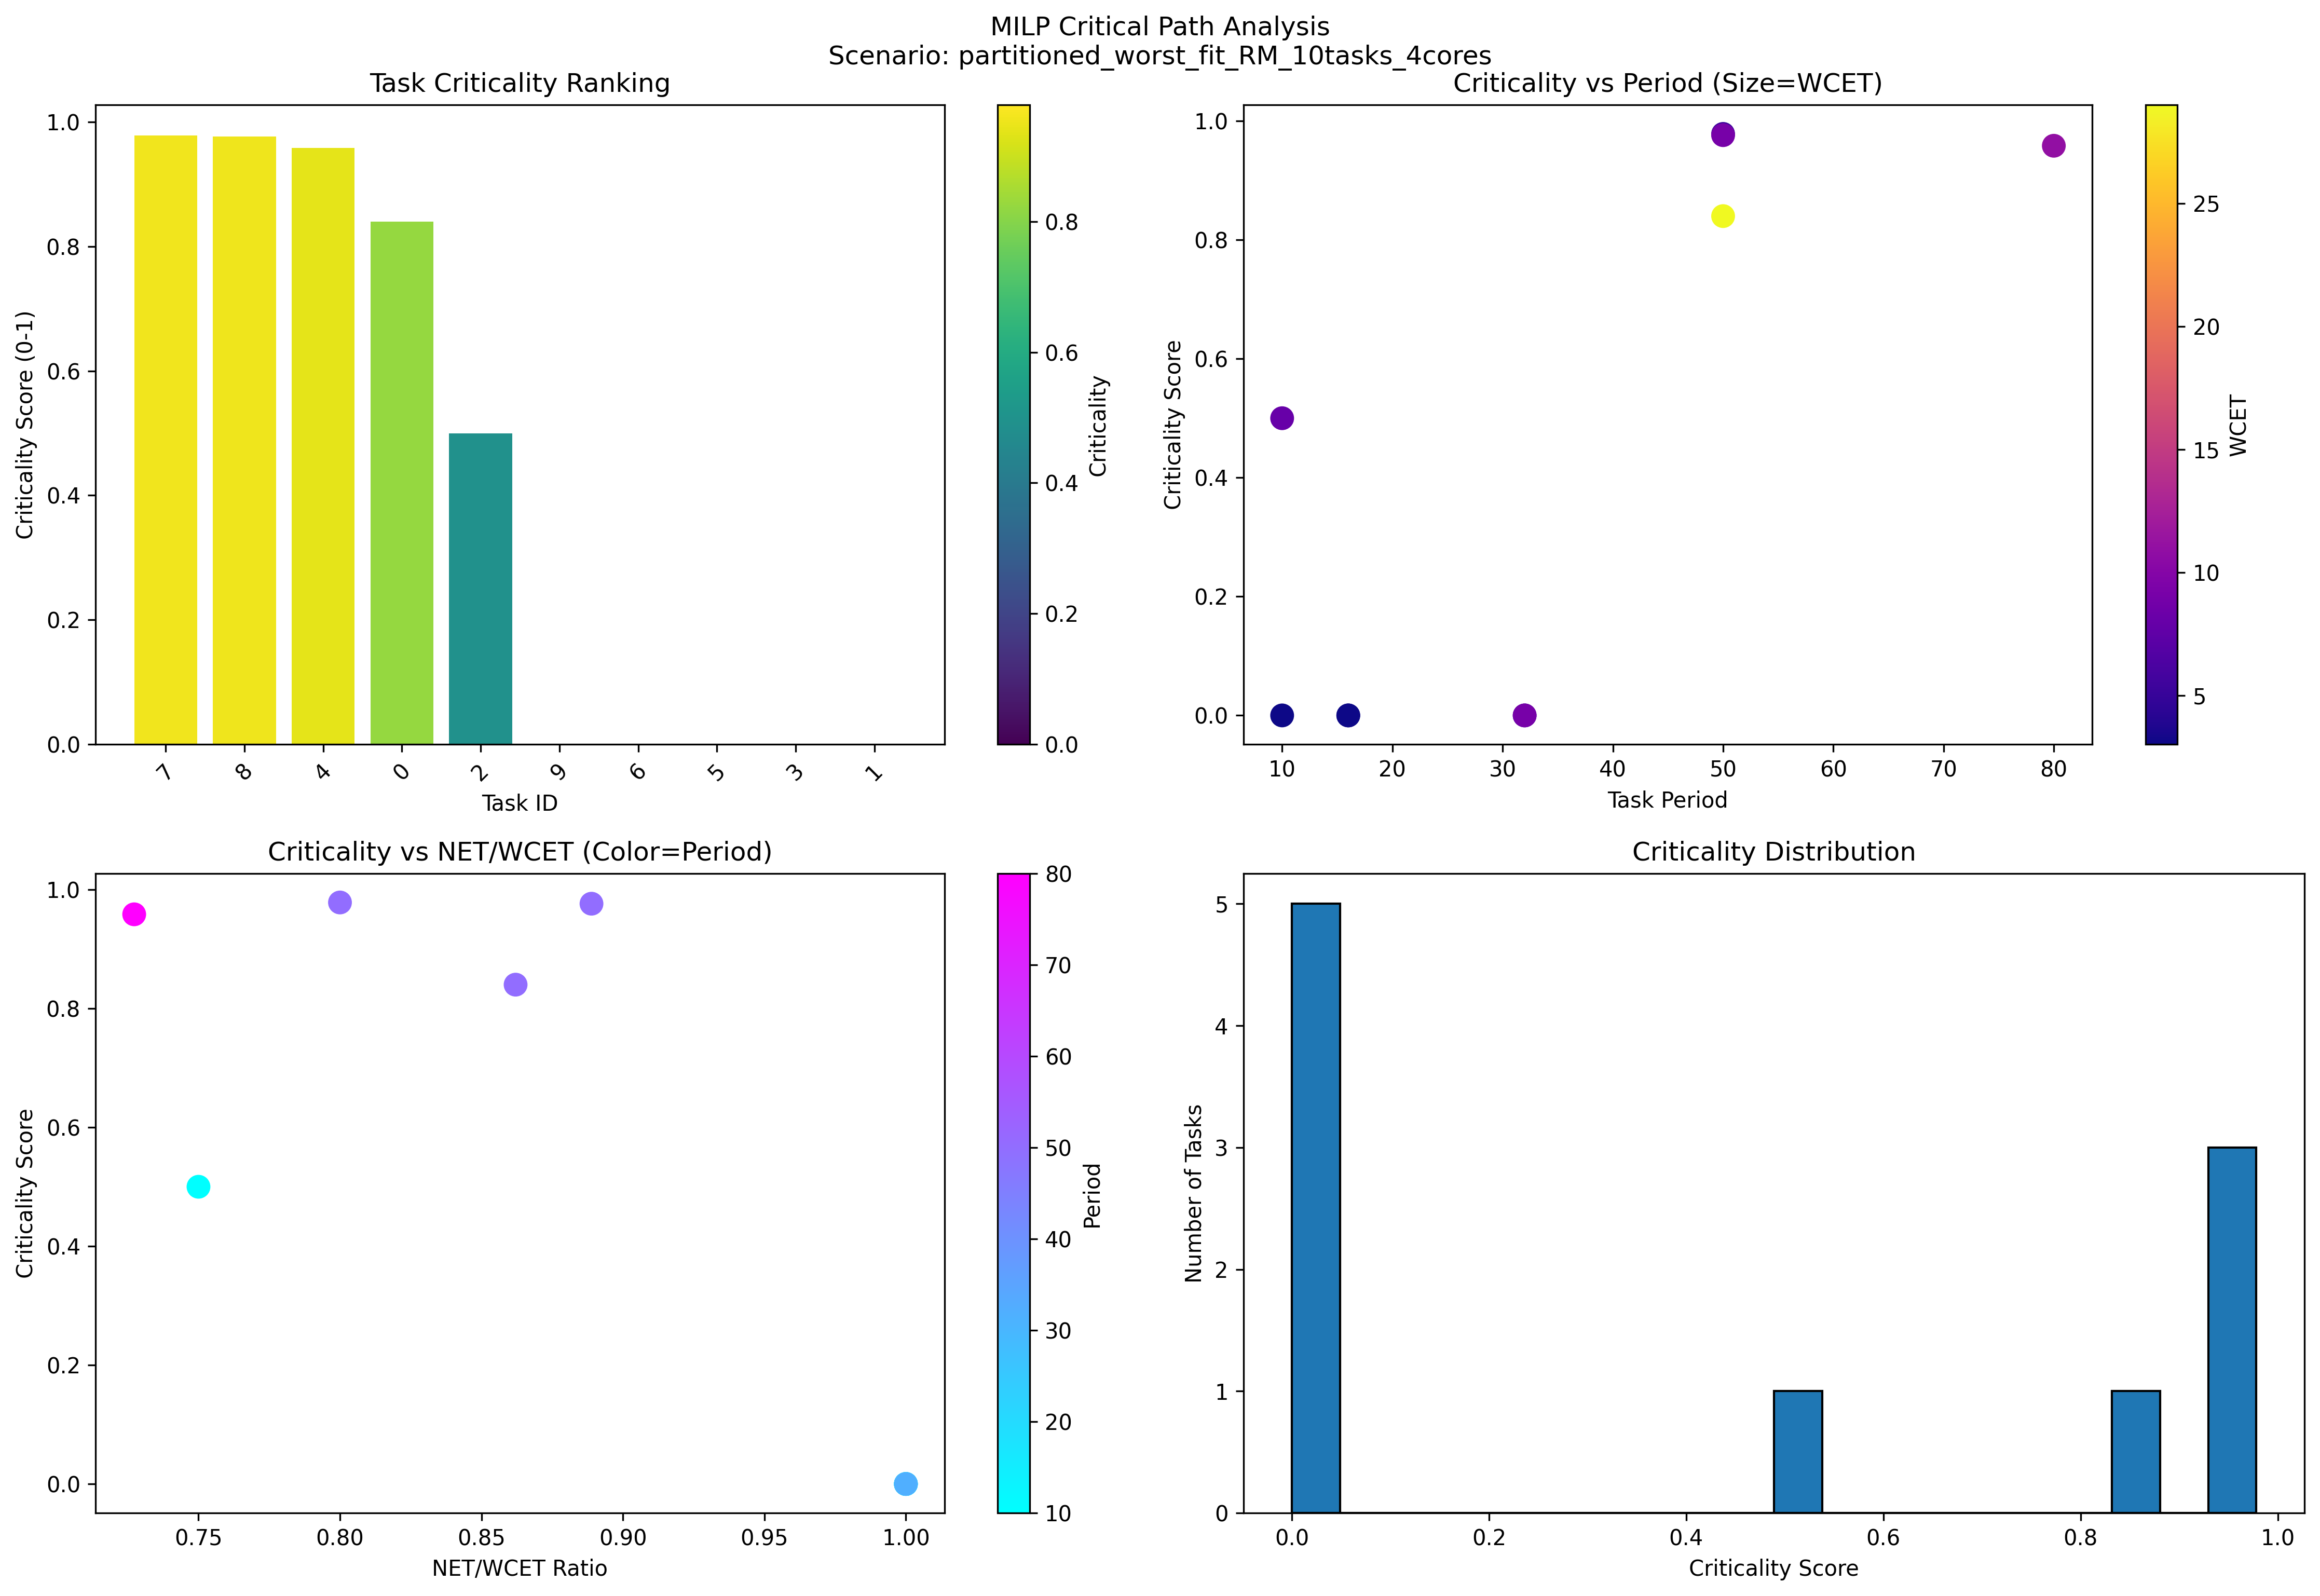 MILP Critical Path Analysis
Scenario: partitioned_worst_fit_RM_10tasks_4cores
Task Criticality Ranking
Criticality Score (0-1)
1.0
0.8
0.6
0.4
0.2
0.0
7 8 4 0 2 9 6 5 3 1
Task ID
0.8
0.6
0.4
0.2
0.0
Criticality
Criticality vs Period (Size=WCET)
Criticality Score
1.0
0.8
0.6
0.4
0.2
0.0
10 20 30 40 50 60 70 80
Task Period
25
20
15
10
5
WCET
Criticality vs NET/WCET (Color=Period)
Criticality Score
1.0
0.8
0.6
0.4
0.2
0.0
0.75 0.80 0.85 0.90 0.95 1.00
NET/WCET Ratio
80
70
60
50
40
30
20
10
Period
Criticality Distribution
Number of Tasks
5
4
3
2
1
0
0.0 0.2 0.4 0.6 0.8 1.0
Criticality Score